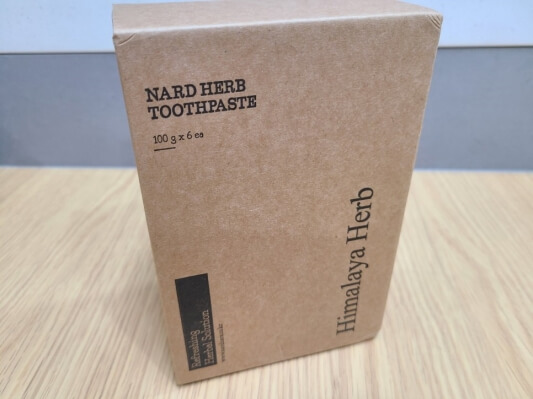 NARD HERB
TOOTHPASTE
100 g x 6 ea
Himalaya Herb
Refreshing
Herbal Solution